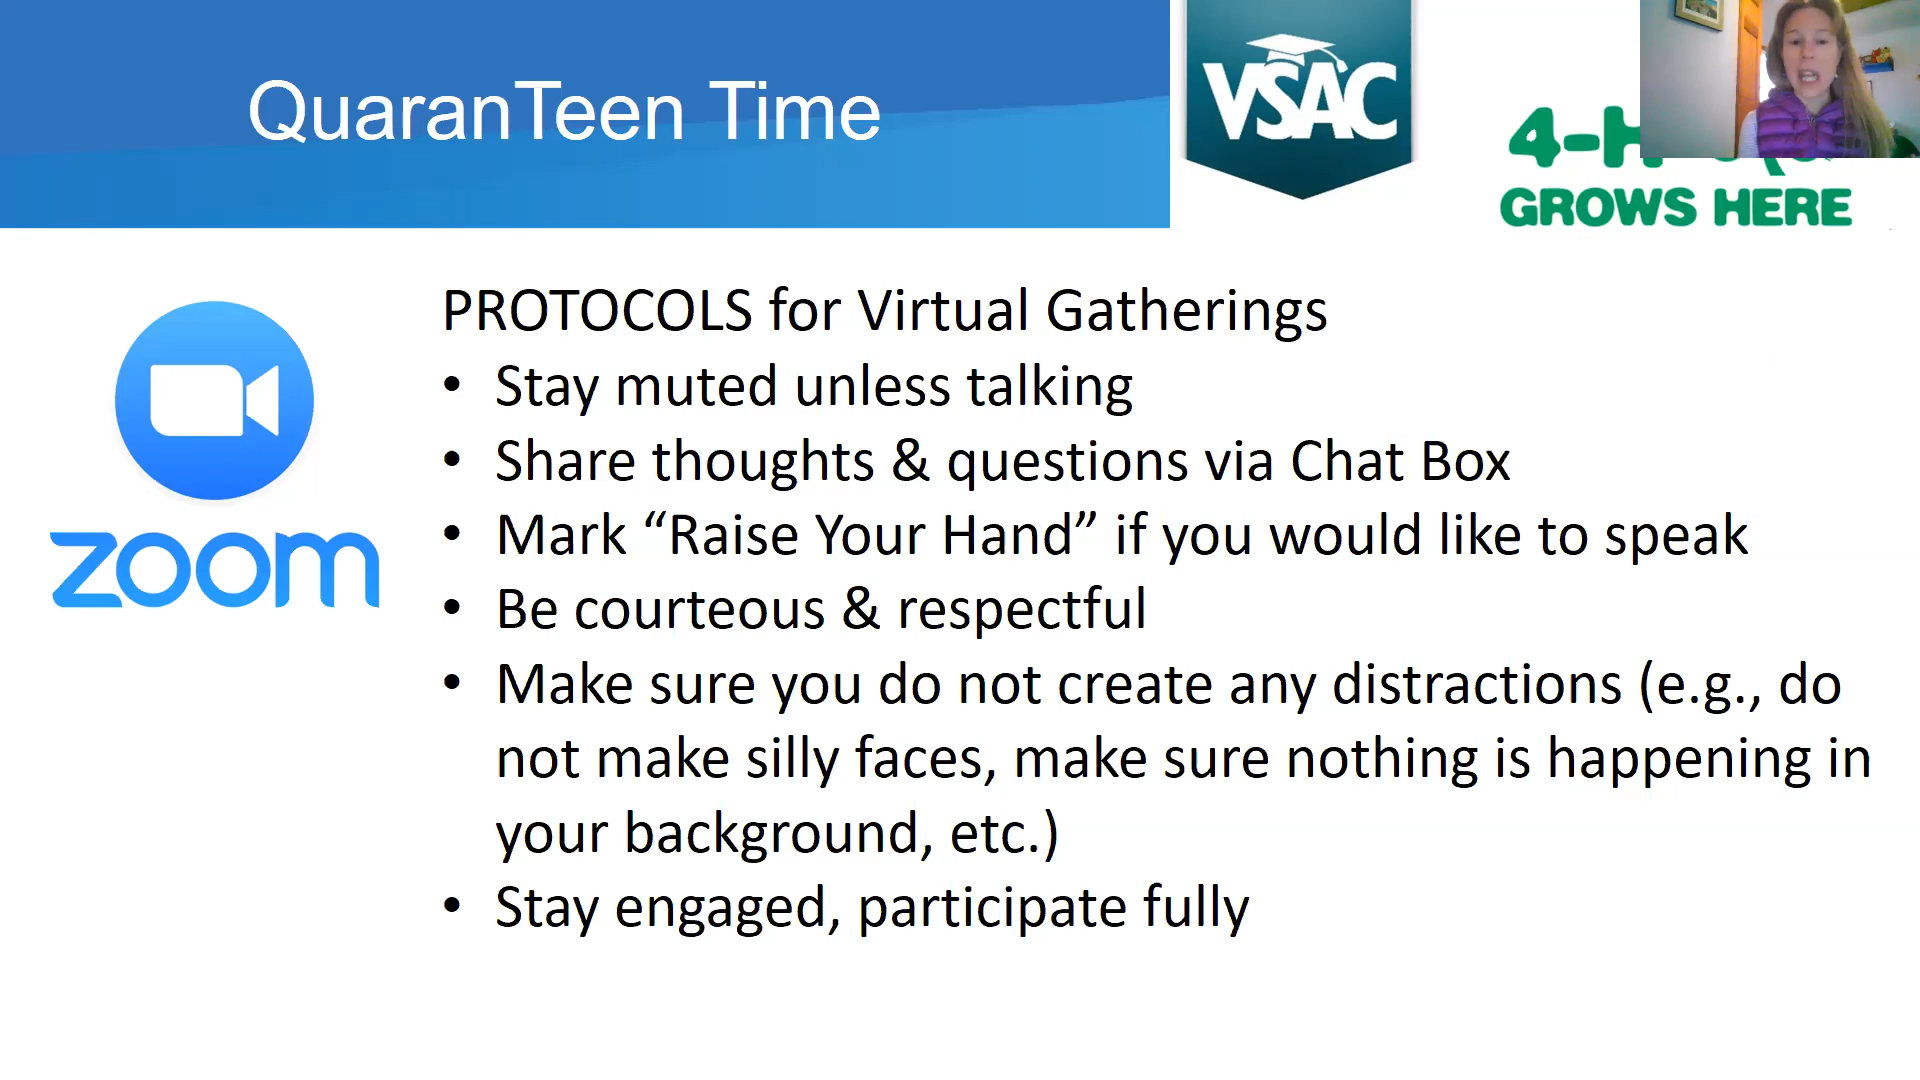 QuaranTeen Time
VSAC
4-H
GROWS HERE
zoom
PROTOCOLS for Virtual Gatherings
• Stay muted unless talking
• Share thoughts & questions via Chat Box
• Mark “Raise Your Hand” if you would like to speak
• Be courteous & respectful
• Make sure you do not create any distractions (e.g., do
not make silly faces, make sure nothing is happening in
your background, etc.)
• Stay engaged, participate fully